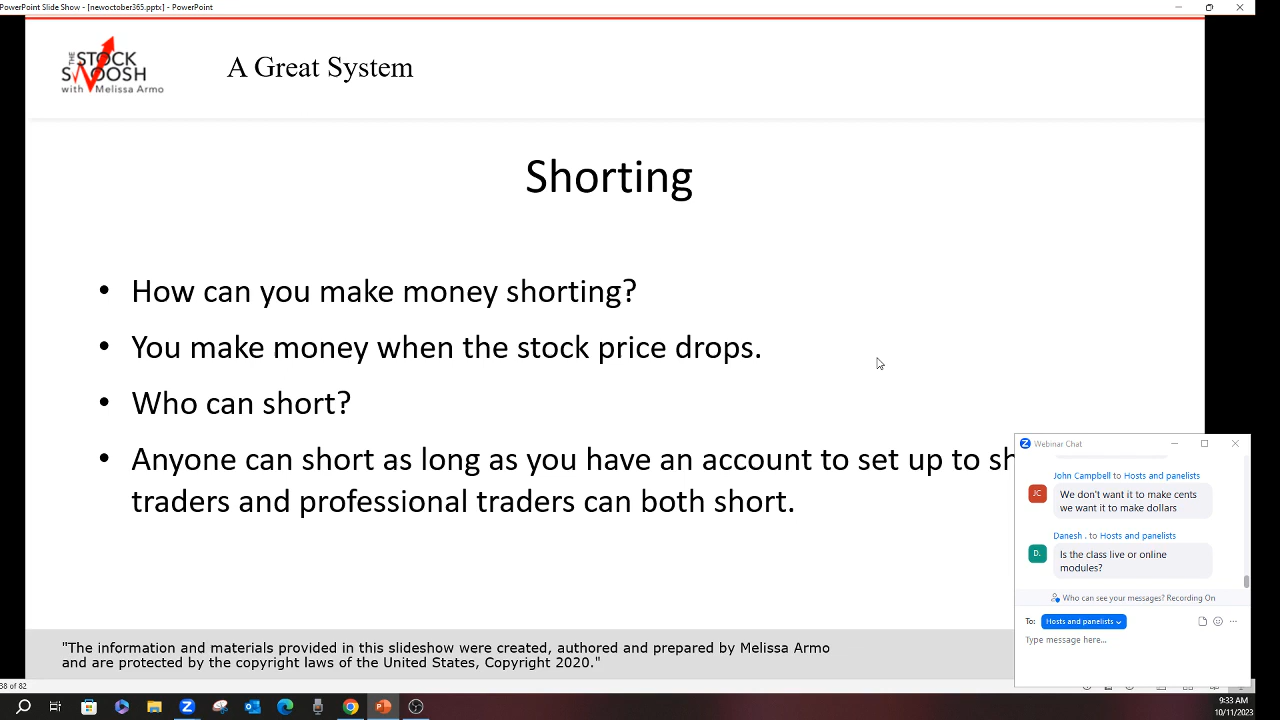 PowerPoint Slide Show - [newoctober365.pptx] - PowerPoint
THE
STOCK
SWOOSH
with Melissa Armo
A Great System
Shorting
• How can you make money shorting?
• You make money when the stock price drops.
• Who can short?
• Anyone can short as long as you have an account to set up to sh
traders and professional traders can both short.
"The information and materials provided in this slideshow were created, authored and prepared by Melissa Armo
and are protected by the copyright laws of the United States, Copyright 2020."
Webinar Chat
John Campbell to Hosts and panelists
JC
We don't want it to make cents
we want it to make dollars
Danesh . to Hosts and panelists
D.
Is the class live or online
modules?
Who can see your messages? Recording On
To: Hosts and panelists
Type message here...
38 of 82
9:33 AM
10/11/2023